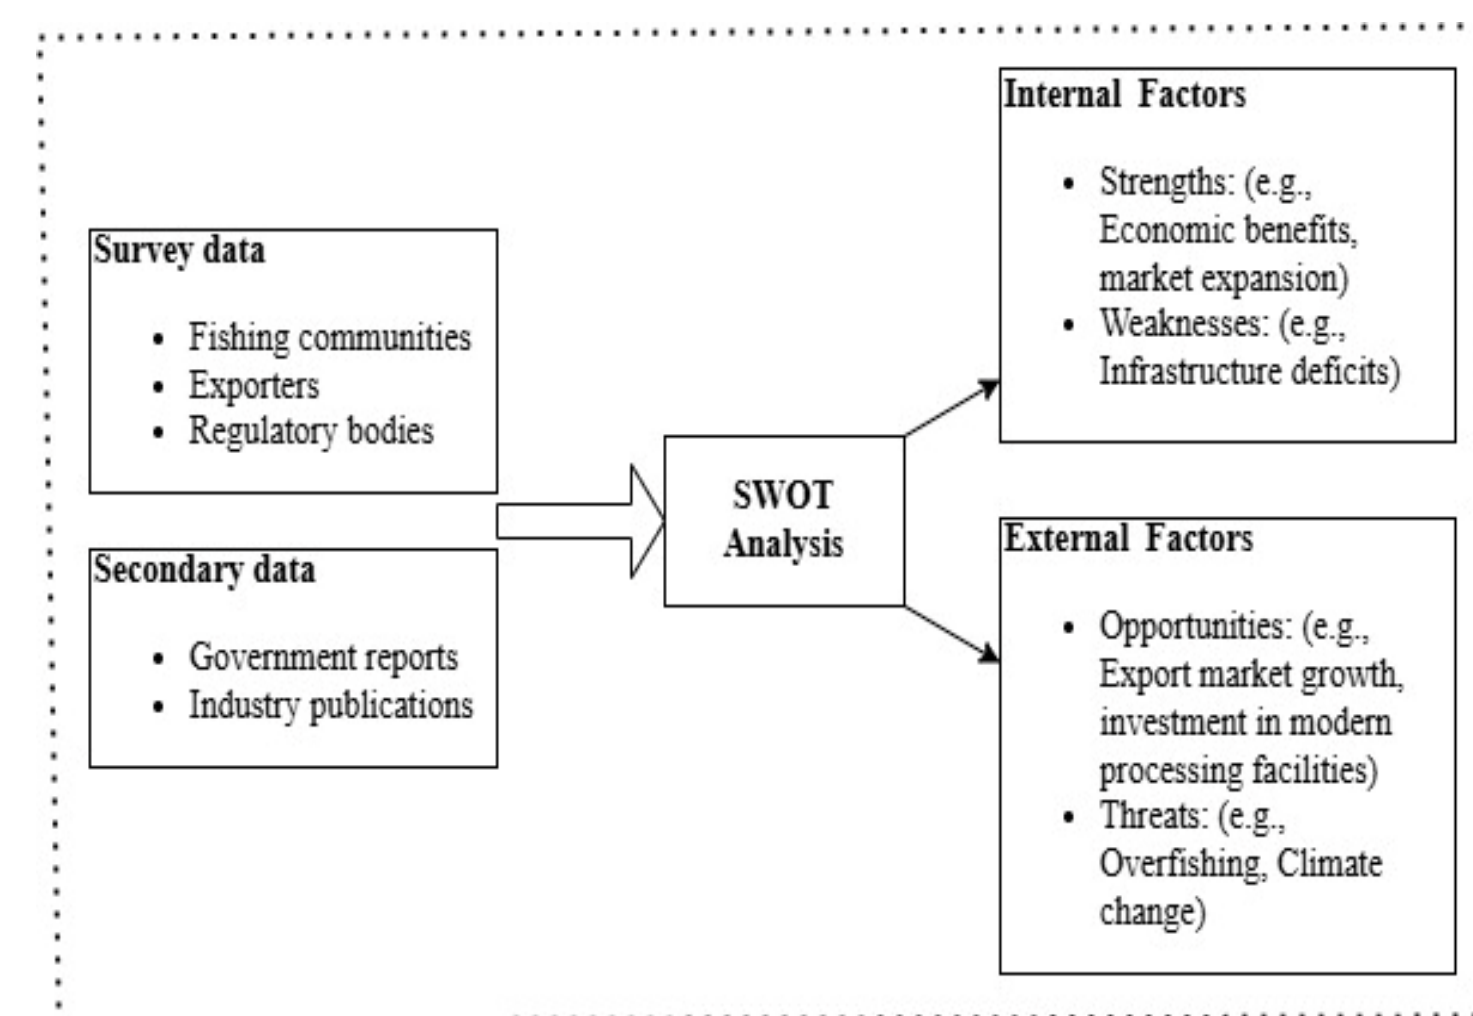 Survey data
• Fishing communities
• Exporters
• Regulatory bodies
Secondary data
• Government reports
• Industry publications
SWOT
Analysis
Internal Factors
• Strengths: (e.g.,
Economic benefits,
market expansion)
• Weaknesses: (e.g.,
Infrastructure deficits)
External Factors
• Opportunities: (e.g.,
Export market growth,
investment in modern
processing facilities)
• Threats: (e.g.,
Overfishing, Climate
change)